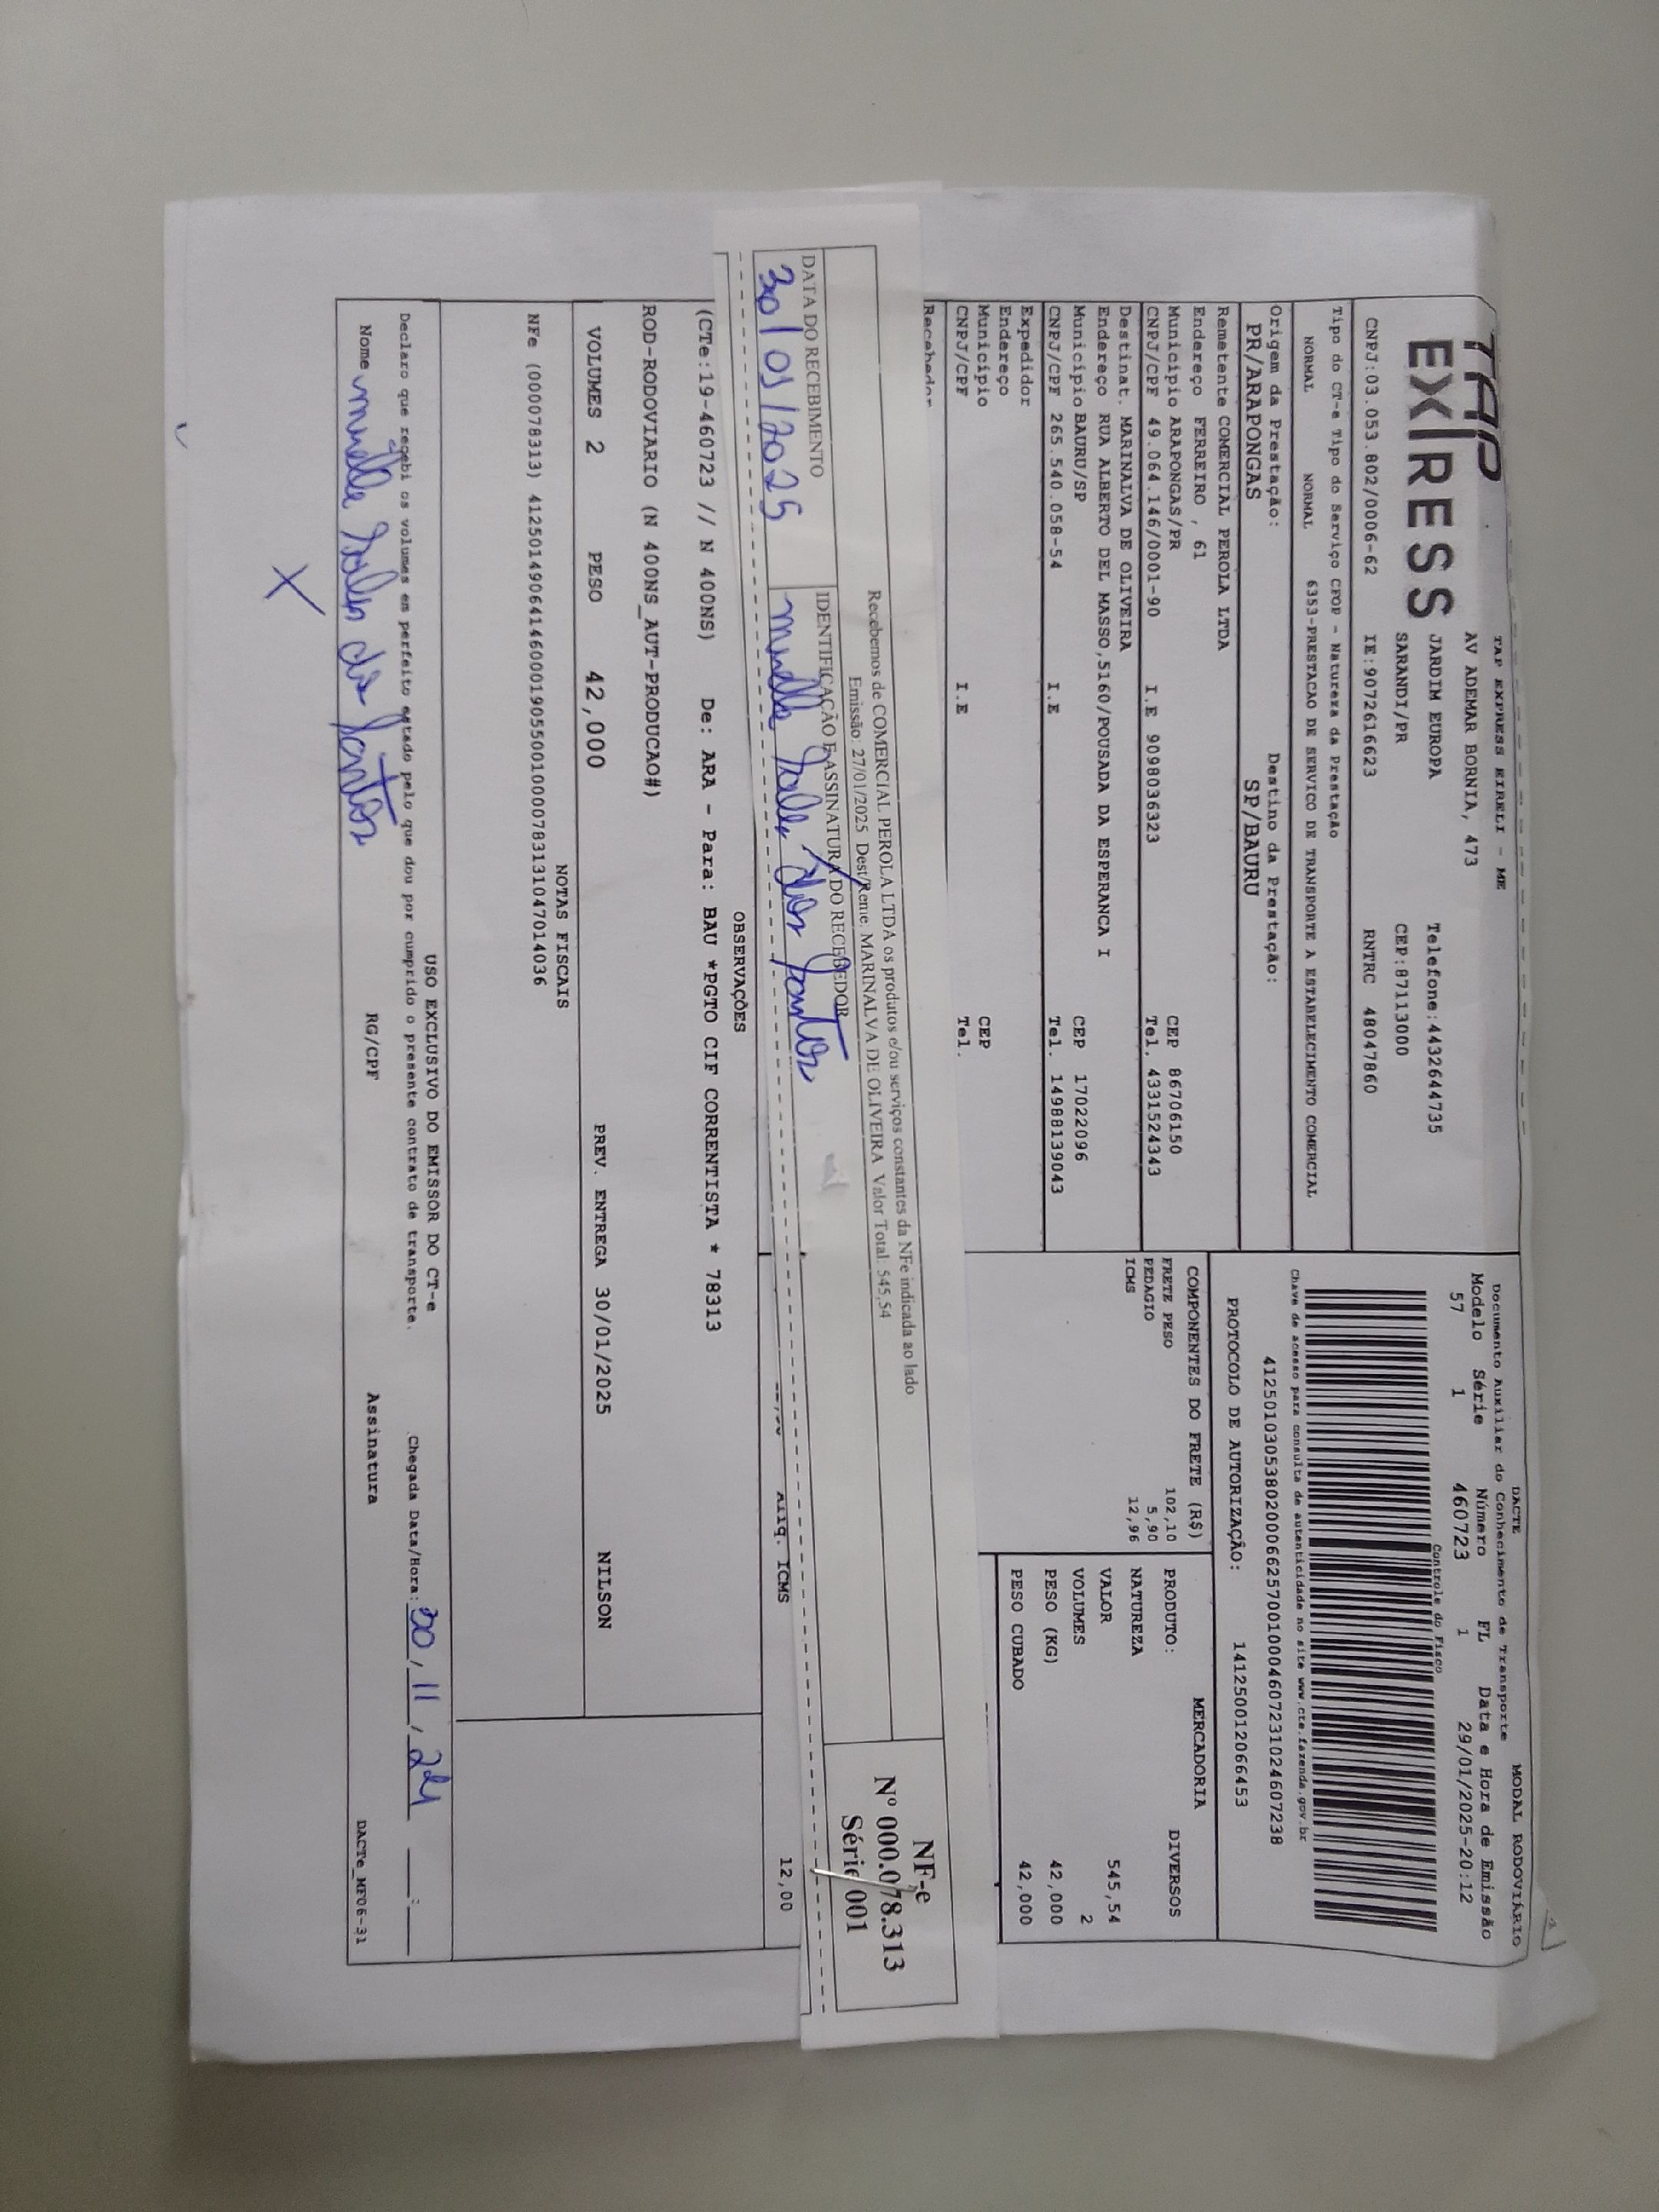 TAP
EXPRESS
TAP EXPRESS EIRELI - ME
AV ADEMAR BORNIA, 473
JARDIM EUROPA Telefone:4432644735
SARANDI/PR CEP:87113000
CNPJ:03.053.802/0006-62 IE:9072616623 RNTRC 48047860
Tipo do CT-e Tipo do Serviço CFOP - Natureza da Prestação
NORMAL NORMAL 6353-PRESTACAO DE SERVICO DE TRANSPORTE A ESTABELECIMENTO COMERCIAL
Origem da Prestação: Destino da Prestação:
PR/ARAPONGAS SP/BAURU
Remetente COMERCIAL PEROLA LTDA
Endereço FERREIRO , 61
Município ARAPONGAS/PR CEP 86706150
CNPJ/CPF 49.064.146/0001-90 I.E 9098036323 Tel. 4331524343
Destinat. MARINALVA DE OLIVEIRA
Endereço RUA ALBERTO DEL MASSO,5160/POUSADA DA ESPERANCA I
Município BAURU/SP CEP 17022096
CNPJ/CPF 265.540.058-54 I.E Tel. 14988139043
Expedidor
Endereço
Município CEP
CNPJ/CPF I.E Tel.
Recebedor
DACTE MODAL RODOVIÁRIO
Documento Auxiliar do Conhecimento de Transporte
Modelo Série Número FL Data e Hora de Emissão
57 1 460723 1 29/01/2025-20:12
Controle do Fisco
Chave de acesso para consulta de autenticidade no site www.cte.fazenda.gov.br
41250103053802000662570010004607231024607238
PROTOCOLO DE AUTORIZAÇÃO: 141250012066453
COMPONENTES DO FRETE (R$)
FRETE PESO 102,10
PEDAGIO 5,90
ICMS 12,96
MERCADORIA
PRODUTO: DIVERSOS
NATUREZA
VALOR 545,54
VOLUMES 2
PESO (KG) 42,000
PESO CUBADO 42,000
Recebemos de COMERCIAL PEROLA LTDA os produtos e/ou serviços constantes da NFe indicada ao lado
Emissão: 27/01/2025 Dest/Reme: MARINALVA DE OLIVEIRA Valor Total: 545,54
DATA DO RECEBIMENTO IDENTIFICAÇÃO E ASSINATURA DO RECEBEDOR
30/01/2025 dos Santos
NF-e
Nº 000.078.313
Série 001
Aliq. ICMS 12,00
OBSERVAÇÕES
(CTe:19-460723 // N 400NS) De: ARA - Para: BAU *PGTO CIF CORRENTISTA * 78313
ROD-RODOVIARIO (N 400NS_AUT-PRODUCAO#)
VOLUMES 2 PESO 42,000 PREV. ENTREGA 30/01/2025 NILSON
NOTAS FISCAIS
NFe (000078313) 41250149064146000190550010000783131047014036
USO EXCLUSIVO DO EMISSOR DO CT-e
Declaro que recebi os volumes em perfeito estado pelo que dou por cumprido o presente contrato de transporte. Chegada Data/Hora: 30/11/24 __:__
Nome dos Santos RG/CPF Assinatura DACTe_MF06-31
X